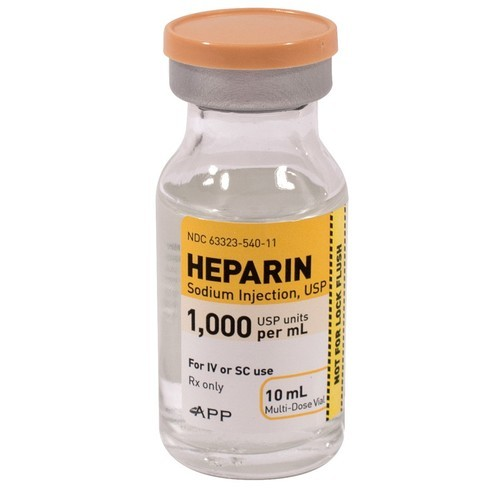 NDC 63323-540-11
HEPARIN
Sodium Injection, USP
1,000 USP units
per mL
For IV or SC use
Rx only
10 mL
Multi-Dose Vial
APP
NOT FOR LOCK FLUSH